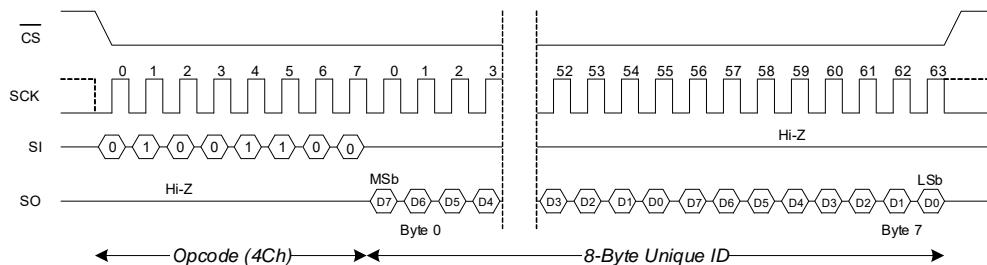 CS
0 1 2 3 4 5 6 7 0 1 2 3 52 53 54 55 56 57 58 59 60 61 62 63
SCK
Hi-Z
SI 0 1 0 0 1 1 0 0
Hi-Z MSb LSb
SO D7 D6 D5 D4 D3 D2 D1 D0 D7 D6 D5 D4 D3 D2 D1 D0
Byte 0 Byte 7
Opcode (4Ch) 8-Byte Unique ID